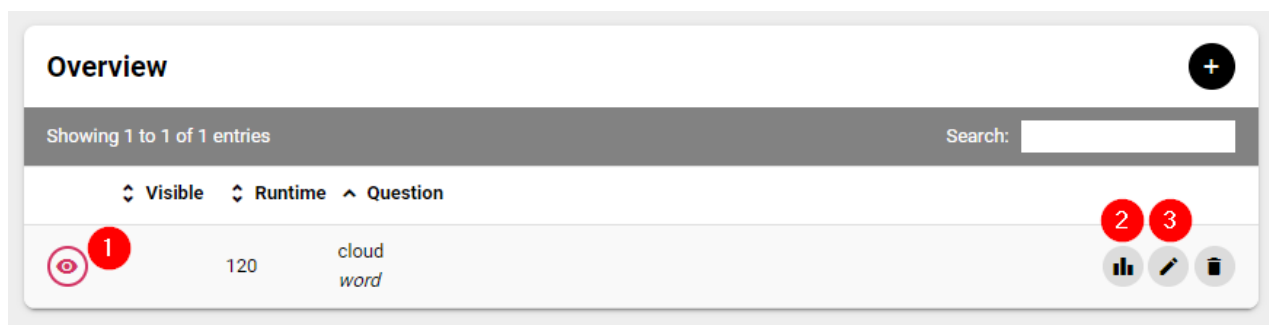 Overview
+
Showing 1 to 1 of 1 entries Search:
Visible Runtime Question
2 3
1
120 cloud
word